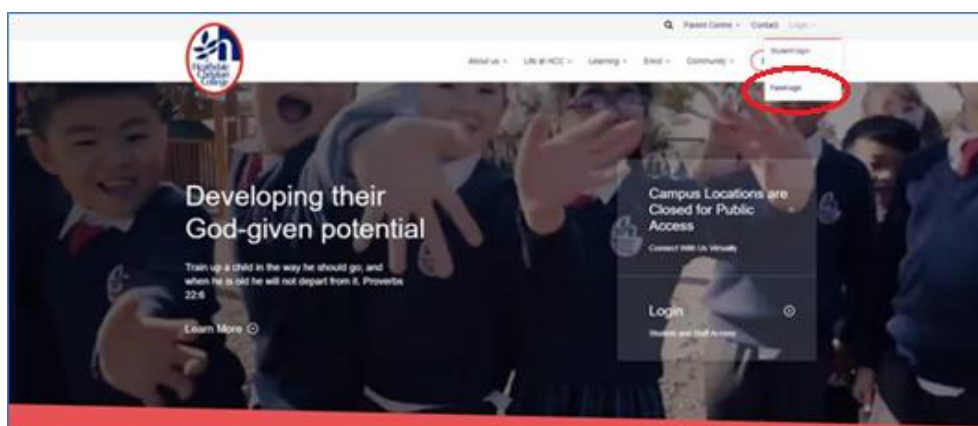 Parent Centre
Contact
Login
Student login
About us
Life at HCC
Learning
Enrol
Community
Parent login
Heathdale
Christian
College
Developing their
God-given potential
Train up a child in the way he should go; and
when he is old he will not depart from it. Proverbs
22:6
Learn More
Campus Locations are
Closed for Public
Access
Connect With Us Virtually
Login
Student and Staff Access